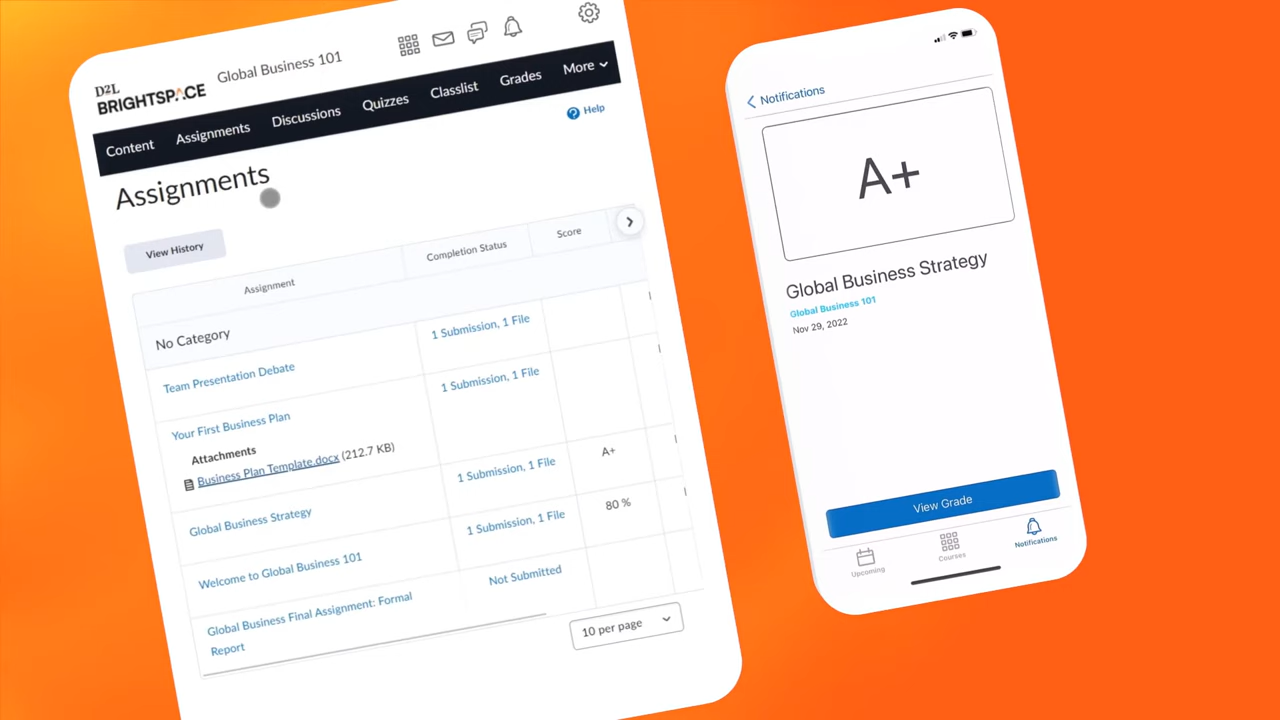 D2L
BRIGHTSPACE
Global Business 101
Content Assignments Discussions Quizzes Classlist Grades More
Help
Assignments
View History
Assignment Completion Status Score
No Category
Team Presentation Debate 1 Submission, 1 File
Your First Business Plan 1 Submission, 1 File
Attachments
Business Plan Template.docx (212.7 KB)
Global Business Strategy 1 Submission, 1 File A+
Welcome to Global Business 101 1 Submission, 1 File 80 %
Global Business Final Assignment: Formal Not Submitted
Report
10 per page
Notifications
A+
Global Business Strategy
Global Business 101
Nov 29, 2022
View Grade
Upcoming Courses Notifications